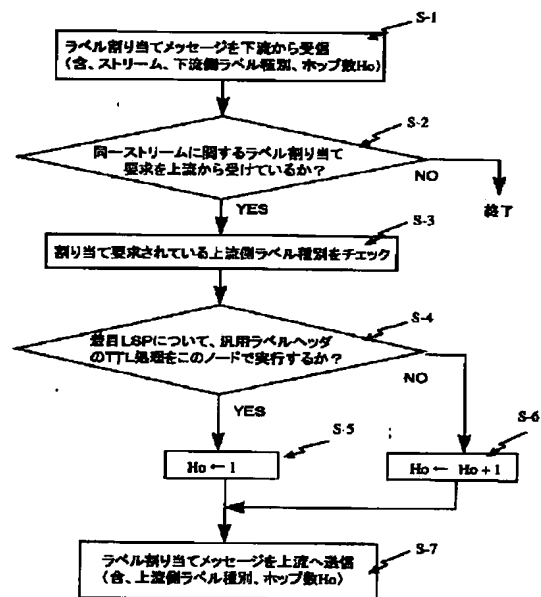 S-1
ラベル割り当てメッセージを下流から受信
(含、ストリーム、下流側ラベル種別、ホップ数Ho)
S-2
同一ストリームに関するラベル割り当て
要求を上流から受けているか?
NO
YES
終了
S-3
割り当て要求されている上流側ラベル種別をチェック
S-4
着目LSPについて、汎用ラベルヘッダ
のTTL処理をこのノードで実行するか?
NO
YES
S-5
S-6
Ho ← 1
Ho ← Ho+1
S-7
ラベル割り当てメッセージを上流へ送信
(含、上流側ラベル種別、ホップ数Ho)